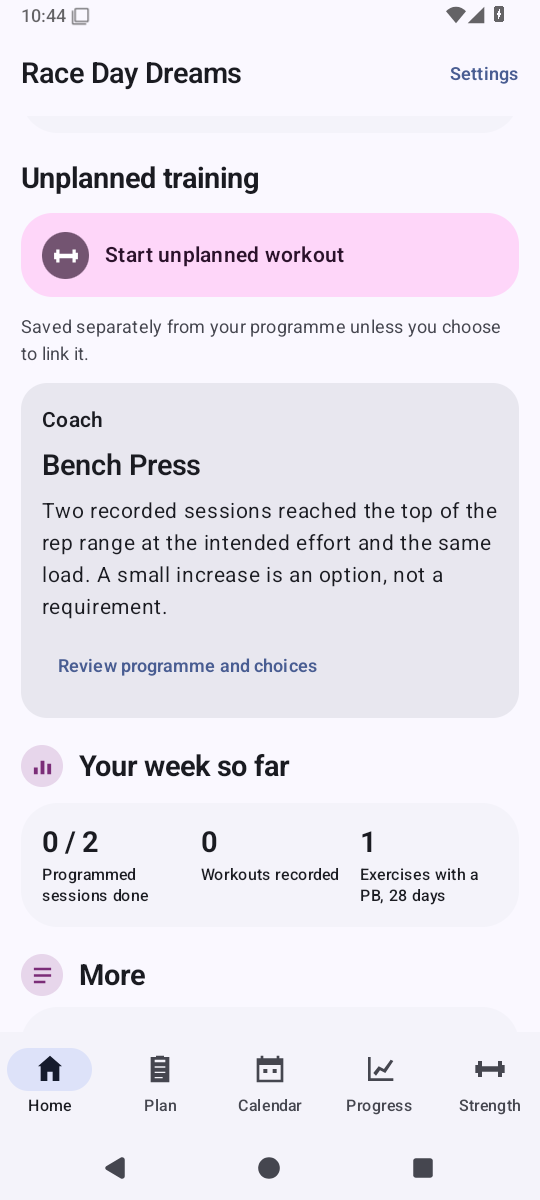 10:44
Race Day Dreams
Settings
Unplanned training
Start unplanned workout
Saved separately from your programme unless you choose
to link it.
Coach
Bench Press
Two recorded sessions reached the top of the
rep range at the intended effort and the same
load. A small increase is an option, not a
requirement.
Review programme and choices
Your week so far
0 / 2
Programmed
sessions done
0
Workouts recorded
1
Exercises with a
PB, 28 days
More
Home
Plan
Calendar
Progress
Strength